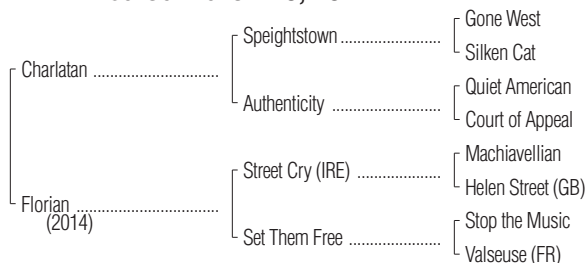 Gone West
Speightstown
Silken Cat
Charlatan
Quiet American
Authenticity
Court of Appeal
Machiavellian
Street Cry (IRE)
Helen Street (GB)
Florian
(2014)
Stop the Music
Set Them Free
Valseuse (FR)